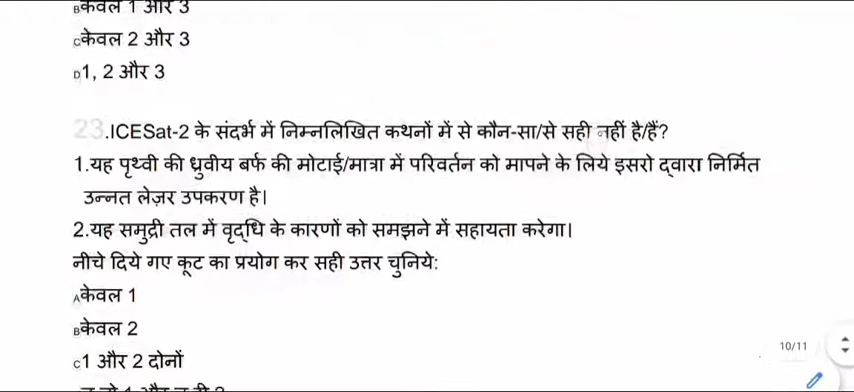 Bकेवल 1 और 3
Cकेवल 2 और 3
D1, 2 और 3
23.ICESat-2 के संदर्भ में निम्नलिखित कथनों में से कौन-सा/से सही नहीं है/हैं?
1.यह पृथ्वी की ध्रुवीय बर्फ की मोटाई/मात्रा में परिवर्तन को मापने के लिये इसरो द्वारा निर्मित
उन्नत लेज़र उपकरण है।
2.यह समुद्री तल में वृद्धि के कारणों को समझने में सहायता करेगा।
नीचे दिये गए कूट का प्रयोग कर सही उत्तर चुनिये:
Aकेवल 1
Bकेवल 2
10/11
C1 और 2 दोनों